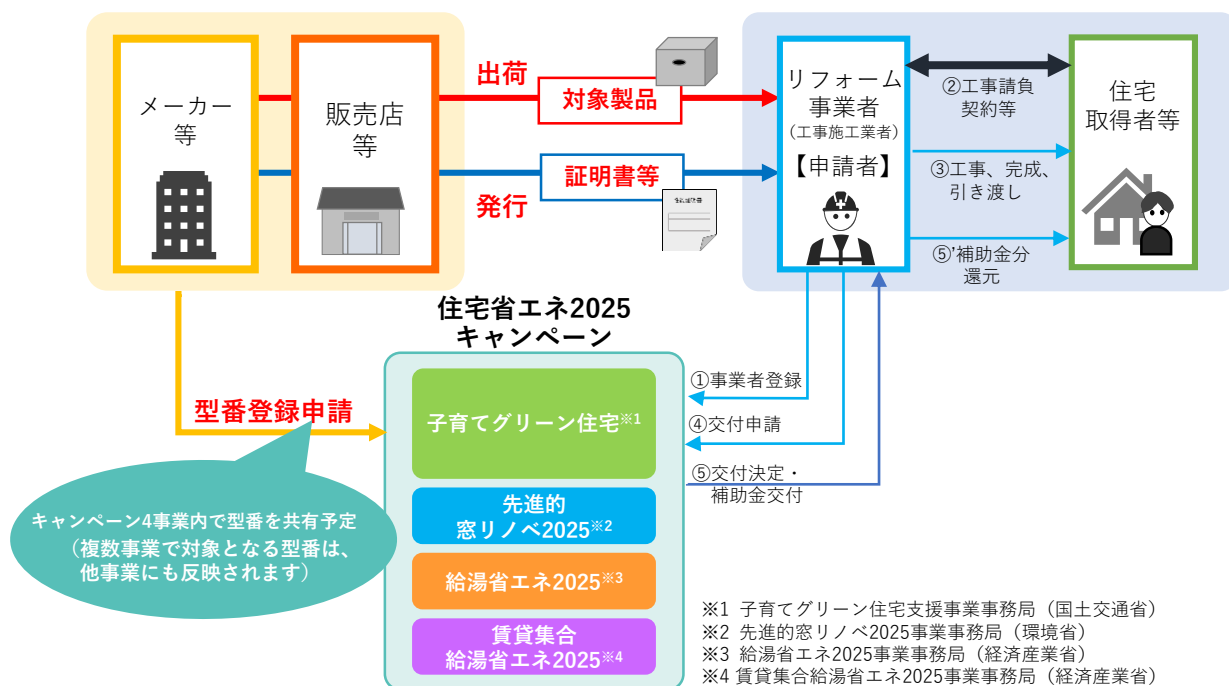 メーカー
等
販売店
等
出荷
対象製品
発行
証明書等
リフォーム
事業者
（工事施工業者）
【申請者】
②工事請負
契約等
③工事、完成、
引き渡し
⑤’補助金分
還元
住宅
取得者等
住宅省エネ2025
キャンペーン
型番登録申請
キャンペーン4事業内で型番を共有予定
（複数事業で対象となる型番は、
他事業にも反映されます）
子育てグリーン住宅※1
先進的
窓リノベ2025※2
給湯省エネ2025※3
賃貸集合
給湯省エネ2025※4
①事業者登録
④交付申請
⑤交付決定・
補助金交付
※1 子育てグリーン住宅支援事業事務局（国土交通省）
※2 先進的窓リノベ2025事業事務局（環境省）
※3 給湯省エネ2025事業事務局（経済産業省）
※4 賃貸集合給湯省エネ2025事業事務局（経済産業省）